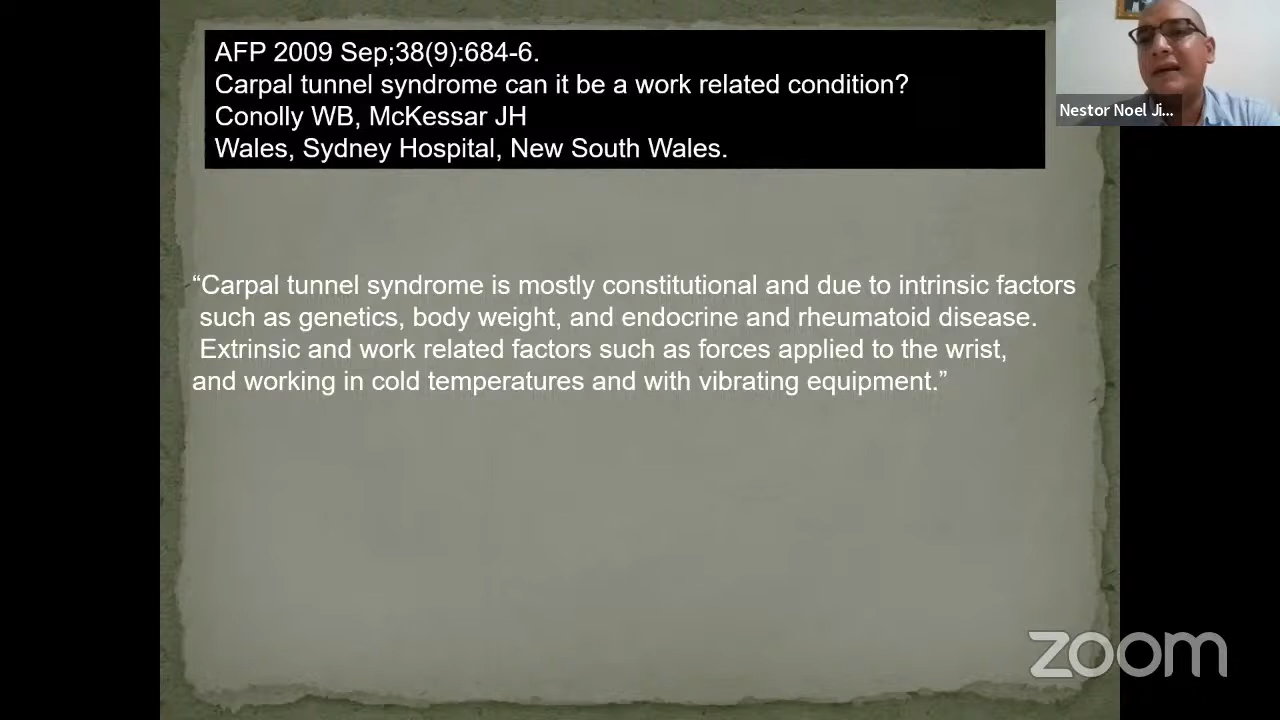 AFP 2009 Sep;38(9):684-6.
Carpal tunnel syndrome can it be a work related condition?
Conolly WB, McKessar JH
Wales, Sydney Hospital, New South Wales.
Nestor Noel Ji...
“Carpal tunnel syndrome is mostly constitutional and due to intrinsic factors
such as genetics, body weight, and endocrine and rheumatoid disease.
Extrinsic and work related factors such as forces applied to the wrist,
and working in cold temperatures and with vibrating equipment.”
zoom